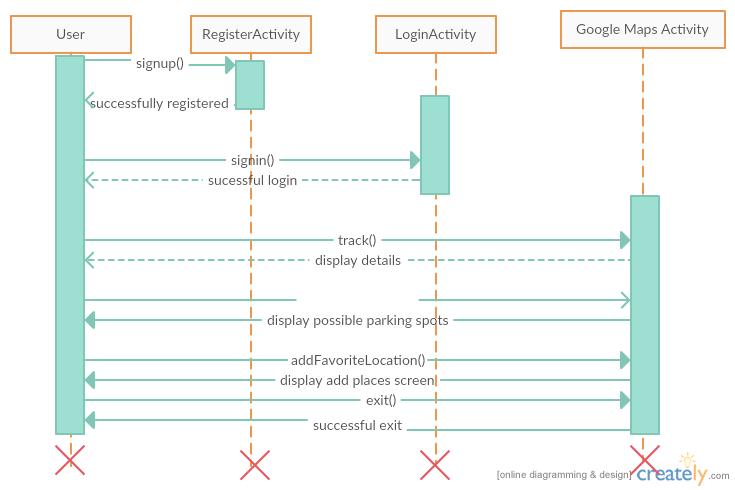 User
RegisterActivity
LoginActivity
Google Maps Activity
signup()
successfully registered
signin()
sucessful login
track()
display details
display possible parking spots
addFavoriteLocation()
display add places screen
exit()
successful exit
[online diagramming & design] creately.com